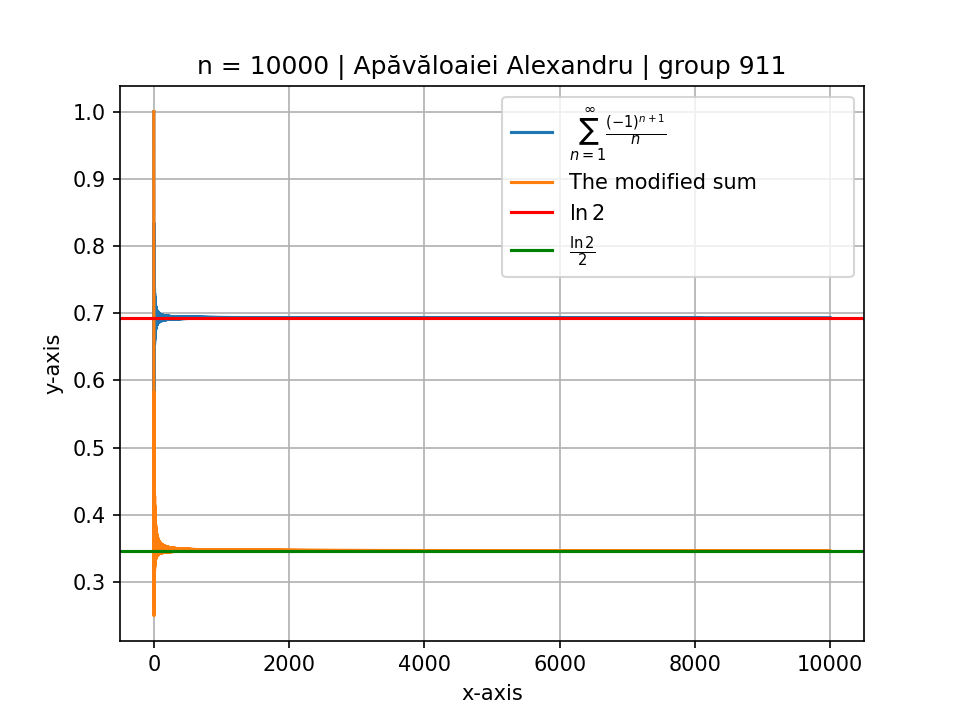 n = 10000 | Apăvăloaiei Alexandru | group 911
∞
∑ (-1)^{n+1}/n
n = 1
The modified sum
ln 2
ln 2/2
1.0
0.9
0.8
0.7
0.6
0.5
0.4
0.3
y-axis
0 2000 4000 6000 8000 10000
x-axis